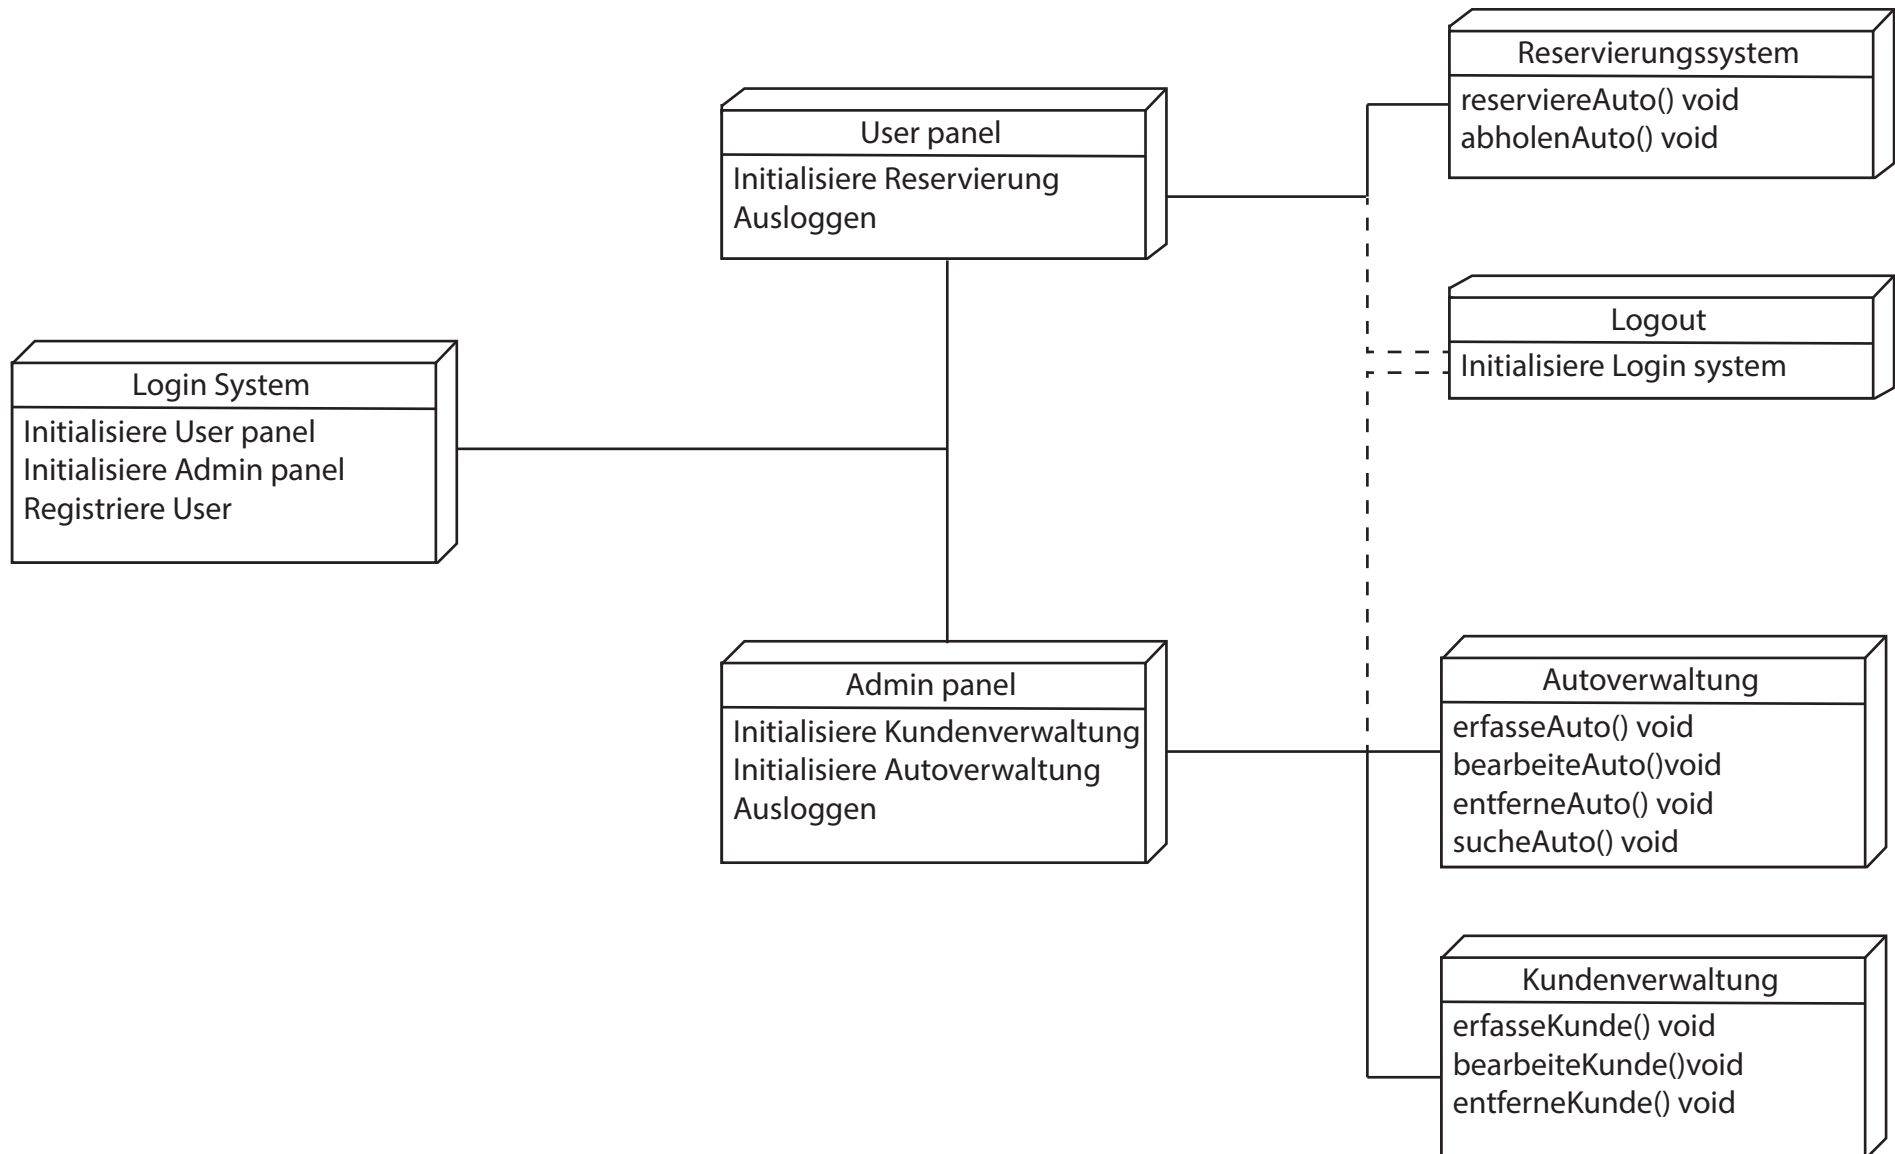 Reservierungssystem
reserviereAuto() void
abholenAuto() void
User panel
Initialisiere Reservierung
Ausloggen
Logout
Initialisiere Login system
Login System
Initialisiere User panel
Initialisiere Admin panel
Registriere User
Admin panel
Initialisiere Kundenverwaltung
Initialisiere Autoverwaltung
Ausloggen
Autoverwaltung
erfasseAuto() void
bearbeiteAuto()void
entferneAuto() void
sucheAuto() void
Kundenverwaltung
erfasseKunde() void
bearbeiteKunde()void
entferneKunde() void